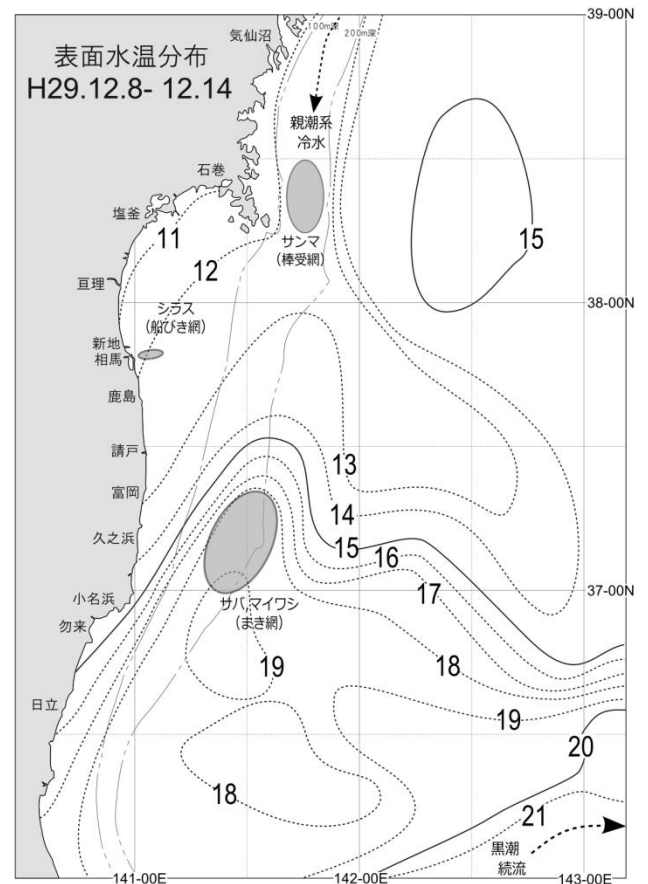 39-00N
100m深
200m深
気仙沼
表面水温分布
H29.12.8- 12.14
親潮系
冷水
石巻
塩釜
サンマ
(棒受網)
15
11
12
亘理
38-00N
シラス
(船びき網)
新地
相馬
鹿島
請戸
13
富岡
14
久之浜
15
16
17
37-00N
小名浜
サバ,マイワシ
(まき網)
勿来
19
18
日立
19
20
18
21
黒潮
続流
141-00E
142-00E
143-00E